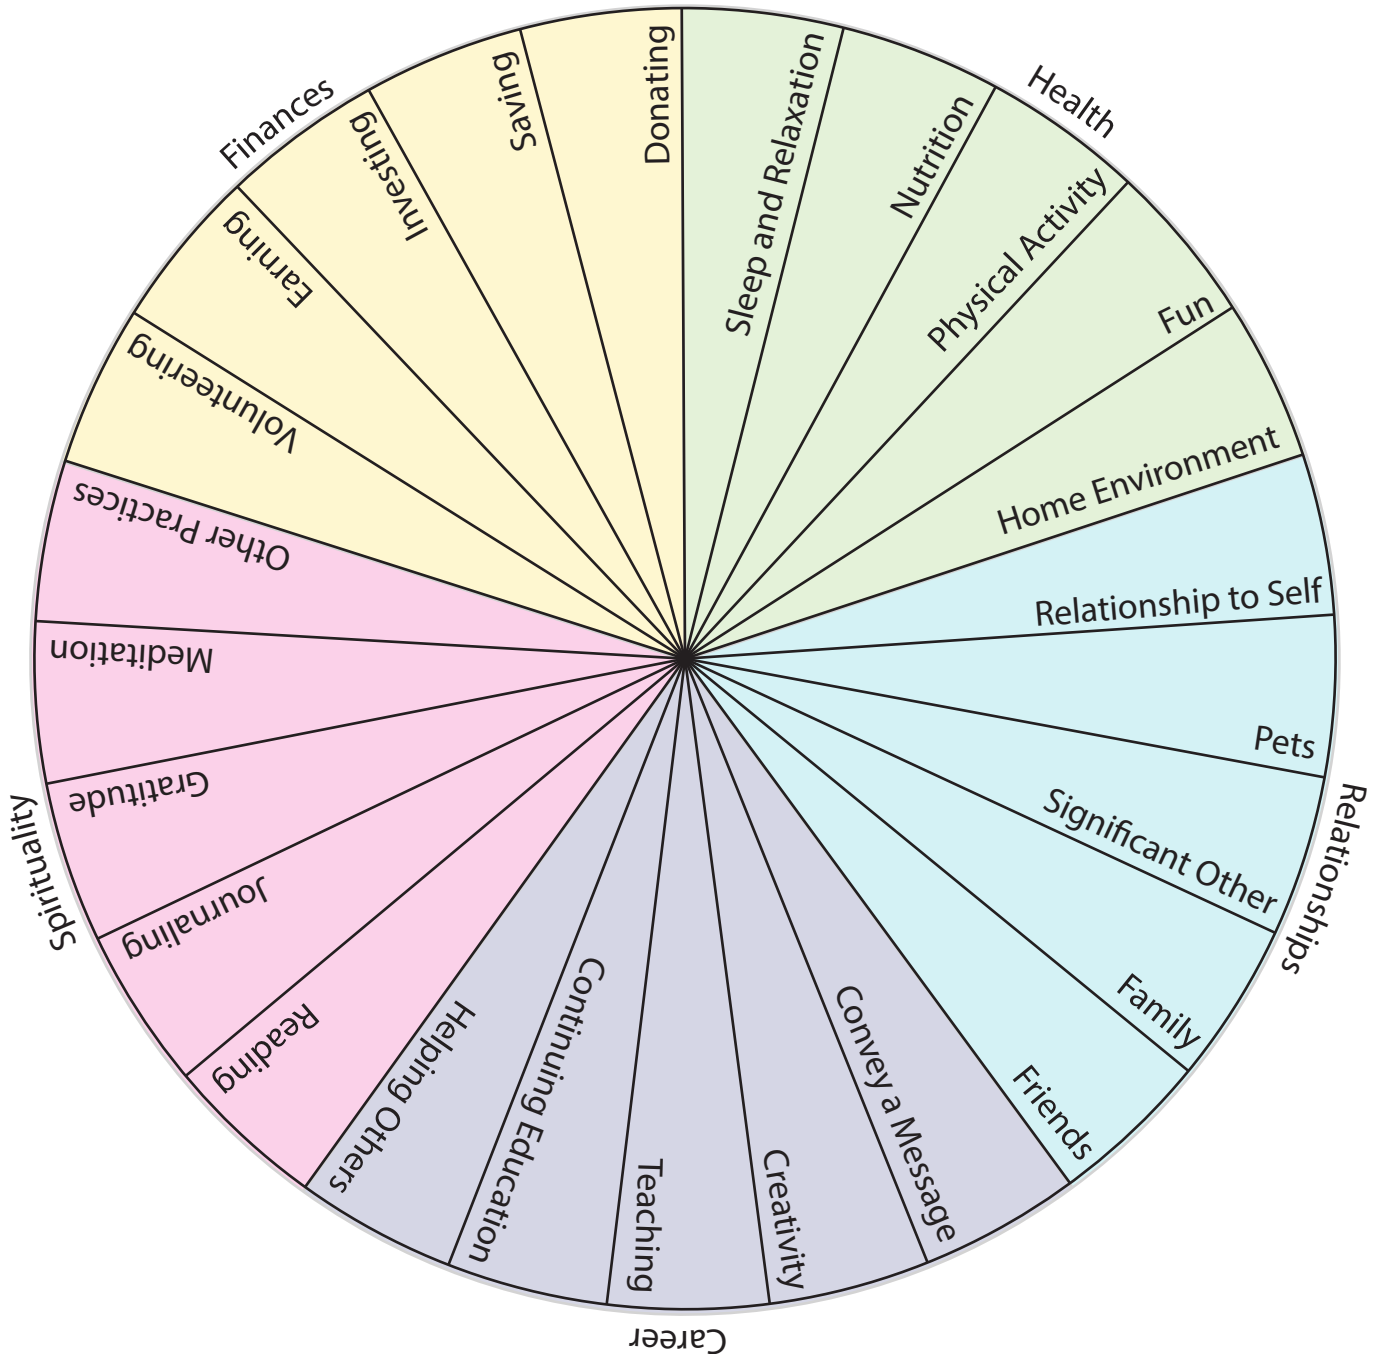 Health
Sleep and Relaxation
Nutrition
Physical Activity
Fun
Home Environment
Relationships
Relationship to Self
Pets
Significant Other
Family
Friends
Career
Convey a Message
Creativity
Teaching
Continuing Education
Helping Others
Spirituality
Reading
Journaling
Gratitude
Meditation
Other Practices
Finances
Volunteering
Earning
Investing
Saving
Donating